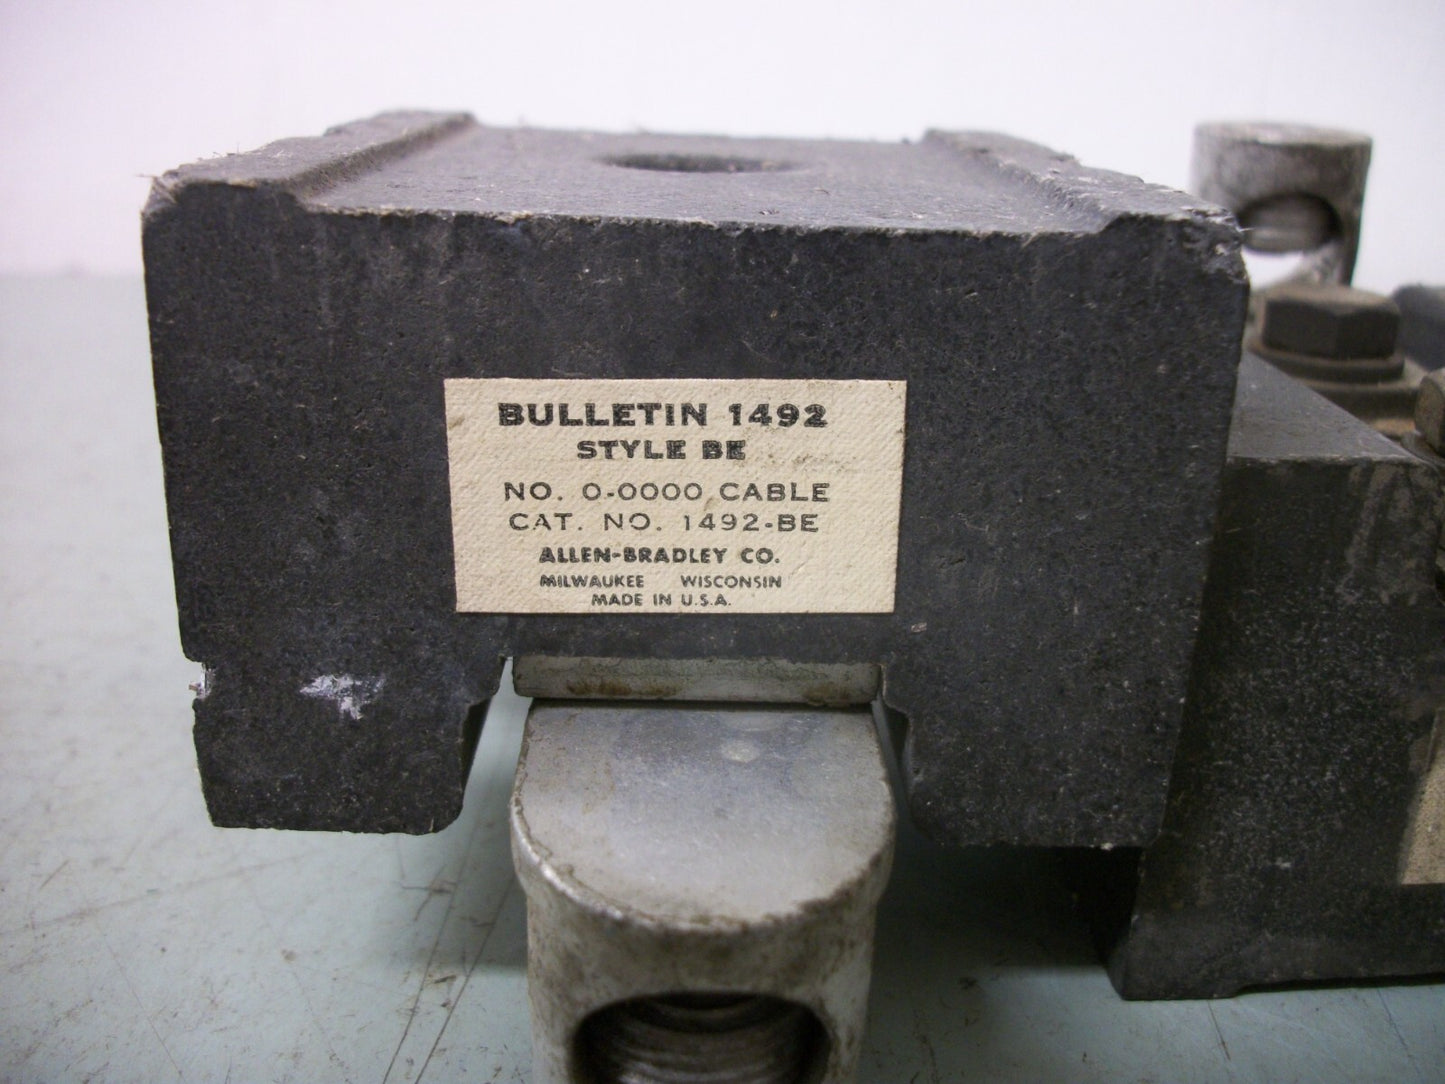 BULLETIN 1492
STYLE BE
NO. 0-0000 CABLE
CAT. NO. 1492-BE
ALLEN-BRADLEY CO.
MILWAUKEE WISCONSIN
MADE IN U.S.A.